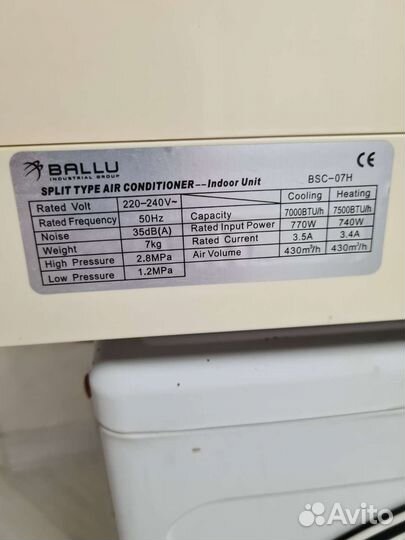 BALLU
INDUSTRIAL GROUP
CE
SPLIT TYPE AIR CONDITIONER--Indoor Unit BSC-07H
Rated Volt 220-240V~ Cooling Heating
Rated Frequency 50Hz Capacity 7000BTU/h 7500BTU/h
Noise 35dB(A) Rated Input Power 770W 740W
Weight 7kg Rated Current 3.5A 3.4A
High Pressure 2.8MPa Air Volume 430m³/h 430m³/h
Low Pressure 1.2MPa
Avito